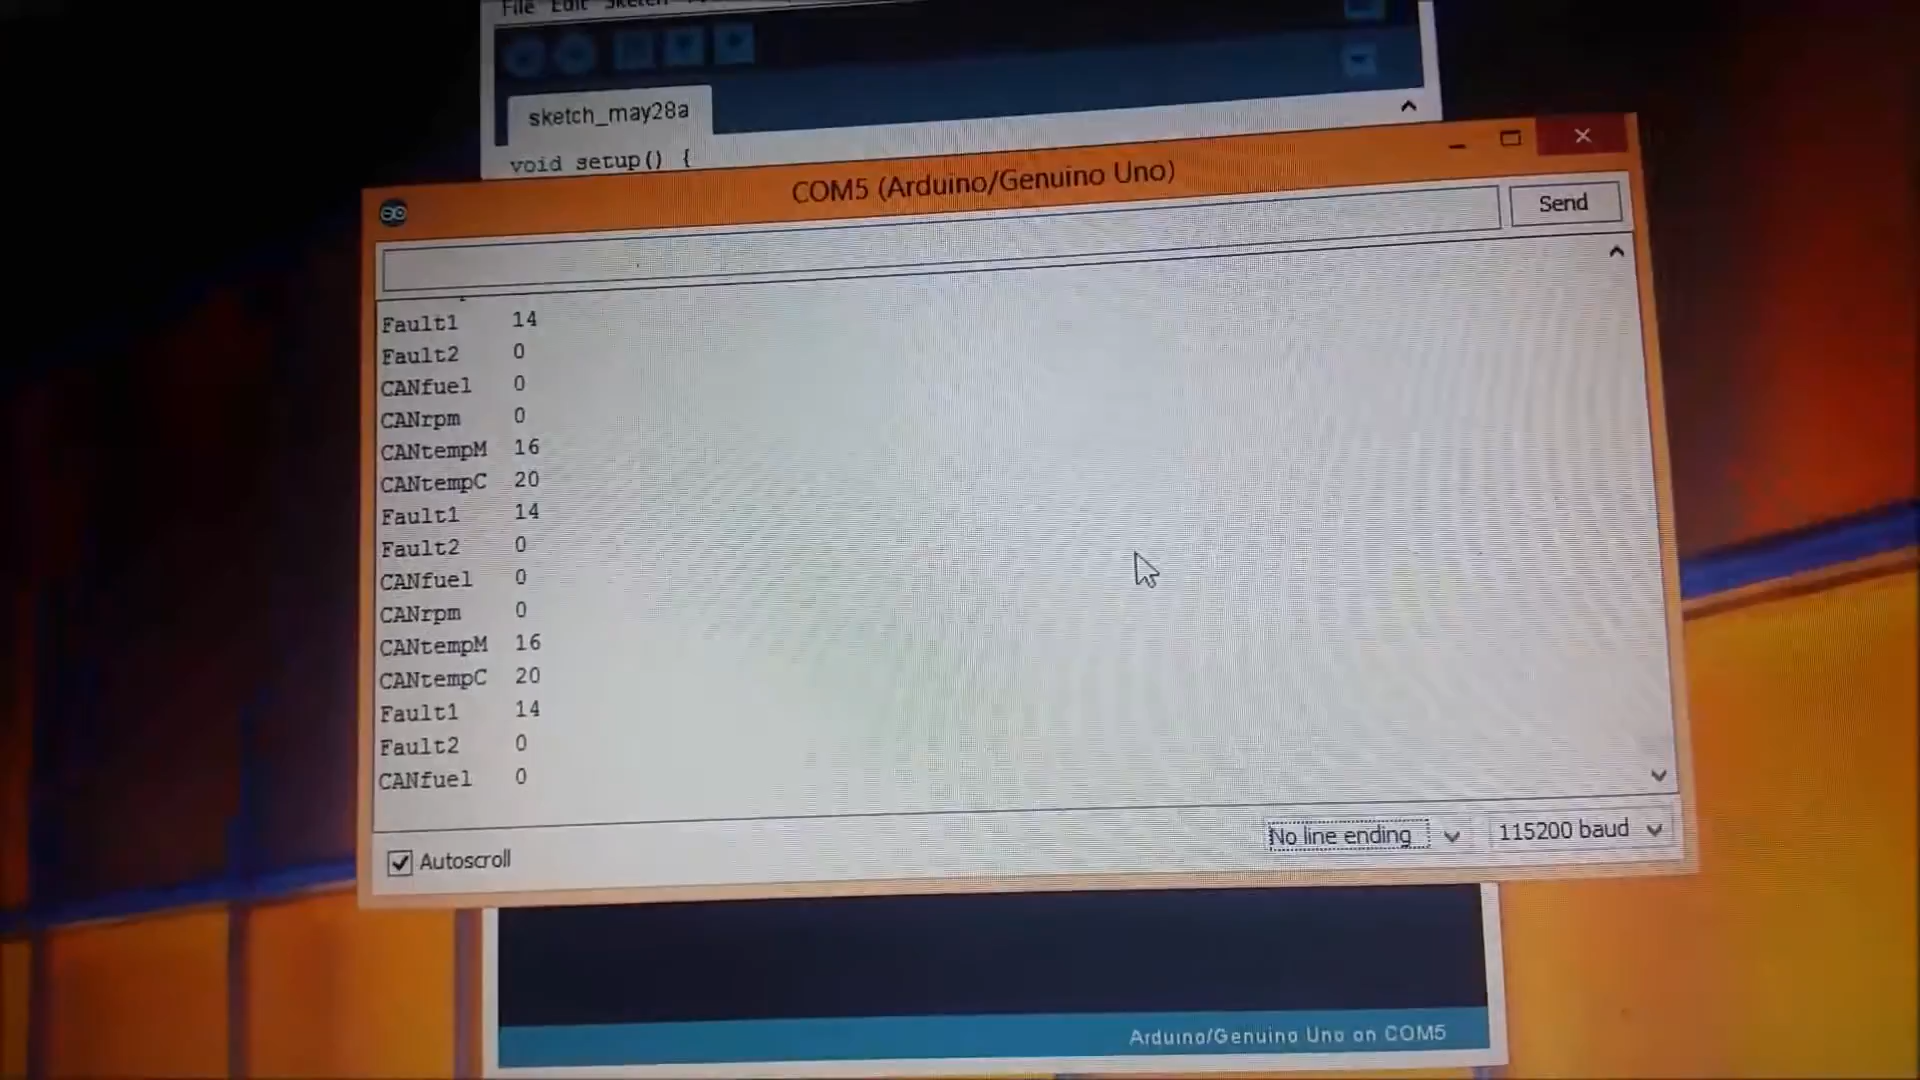 File Edit Sketch
sketch_may28a
void setup() {
COM5 (Arduino/Genuino Uno)
Send
Fault1 14
Fault2 0
CANfuel 0
CANrpm 0
CANtempM 16
CANtempC 20
Fault1 14
Fault2 0
CANfuel 0
CANrpm 0
CANtempM 16
CANtempC 20
Fault1 14
Fault2 0
CANfuel 0
Autoscroll
No line ending
115200 baud
Arduino/Genuino Uno on COM5